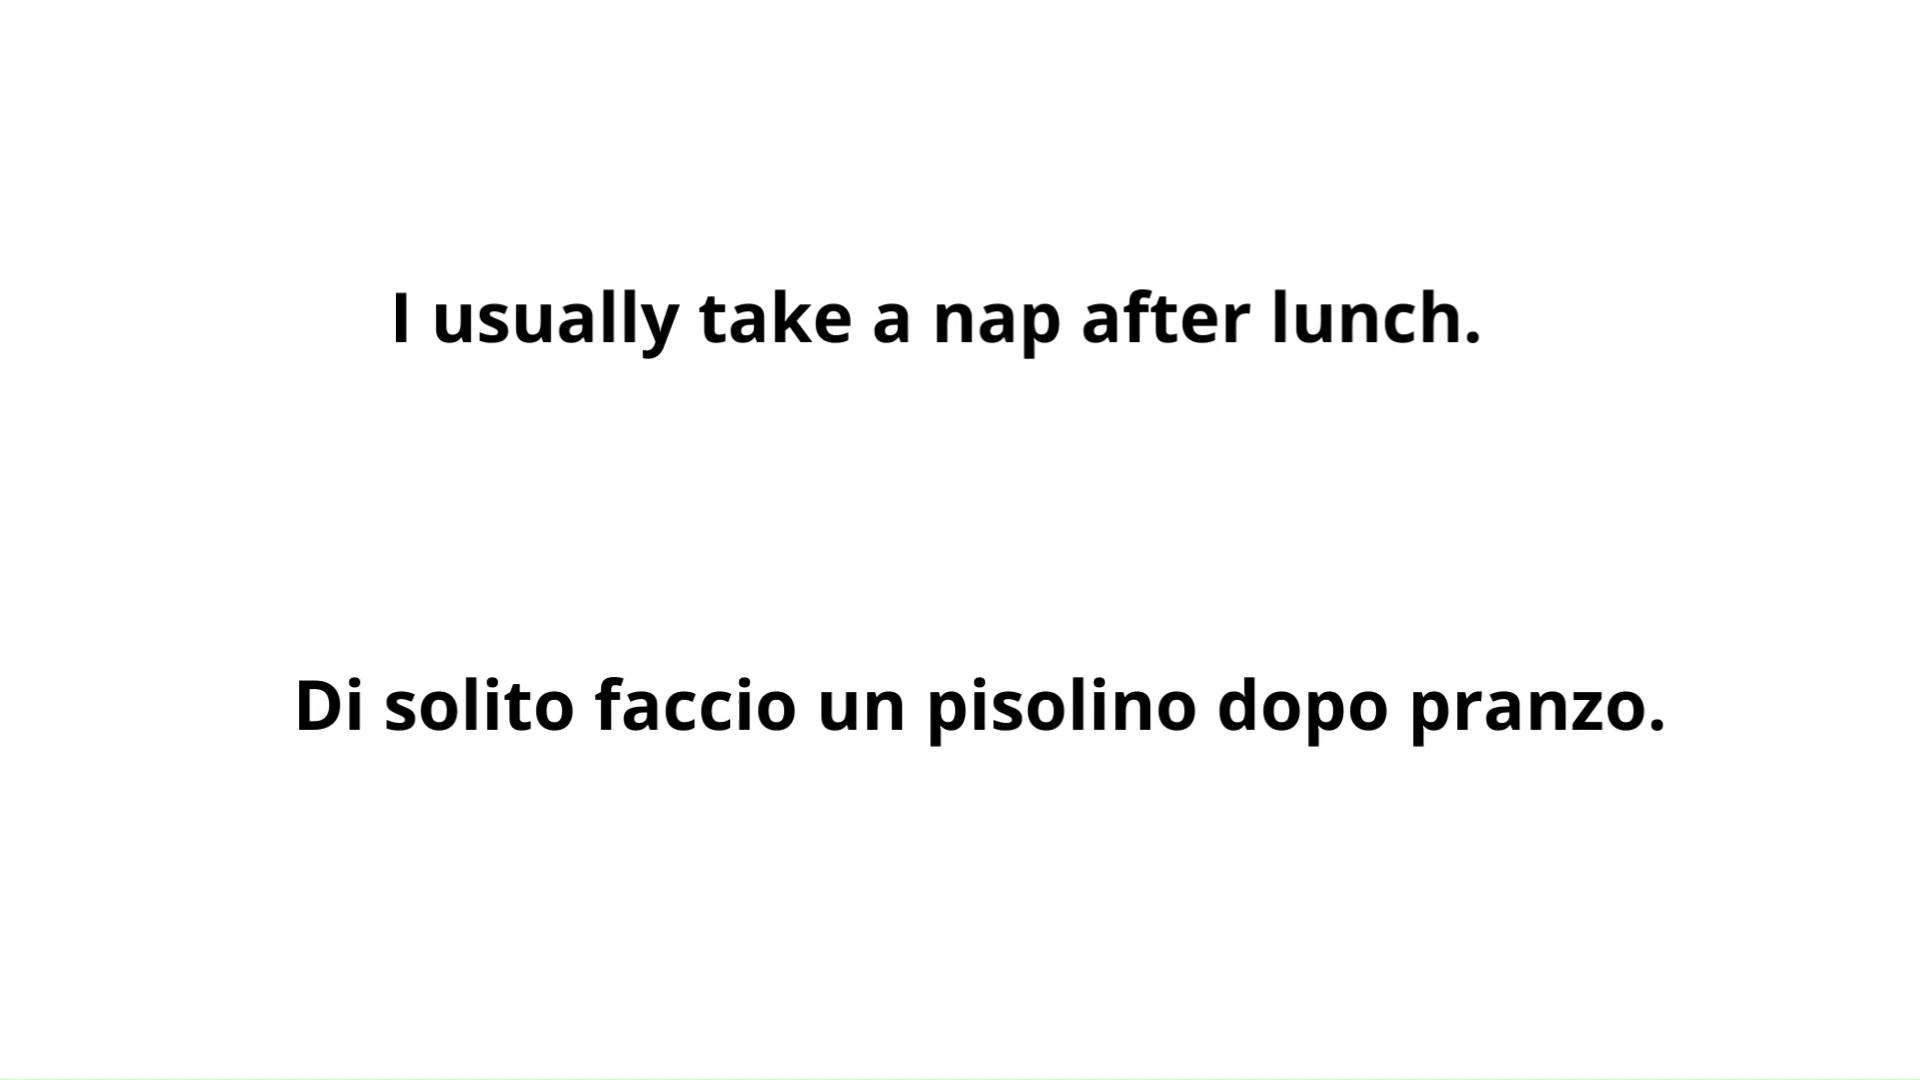 I usually take a nap after lunch.
Di solito faccio un pisolino dopo pranzo.